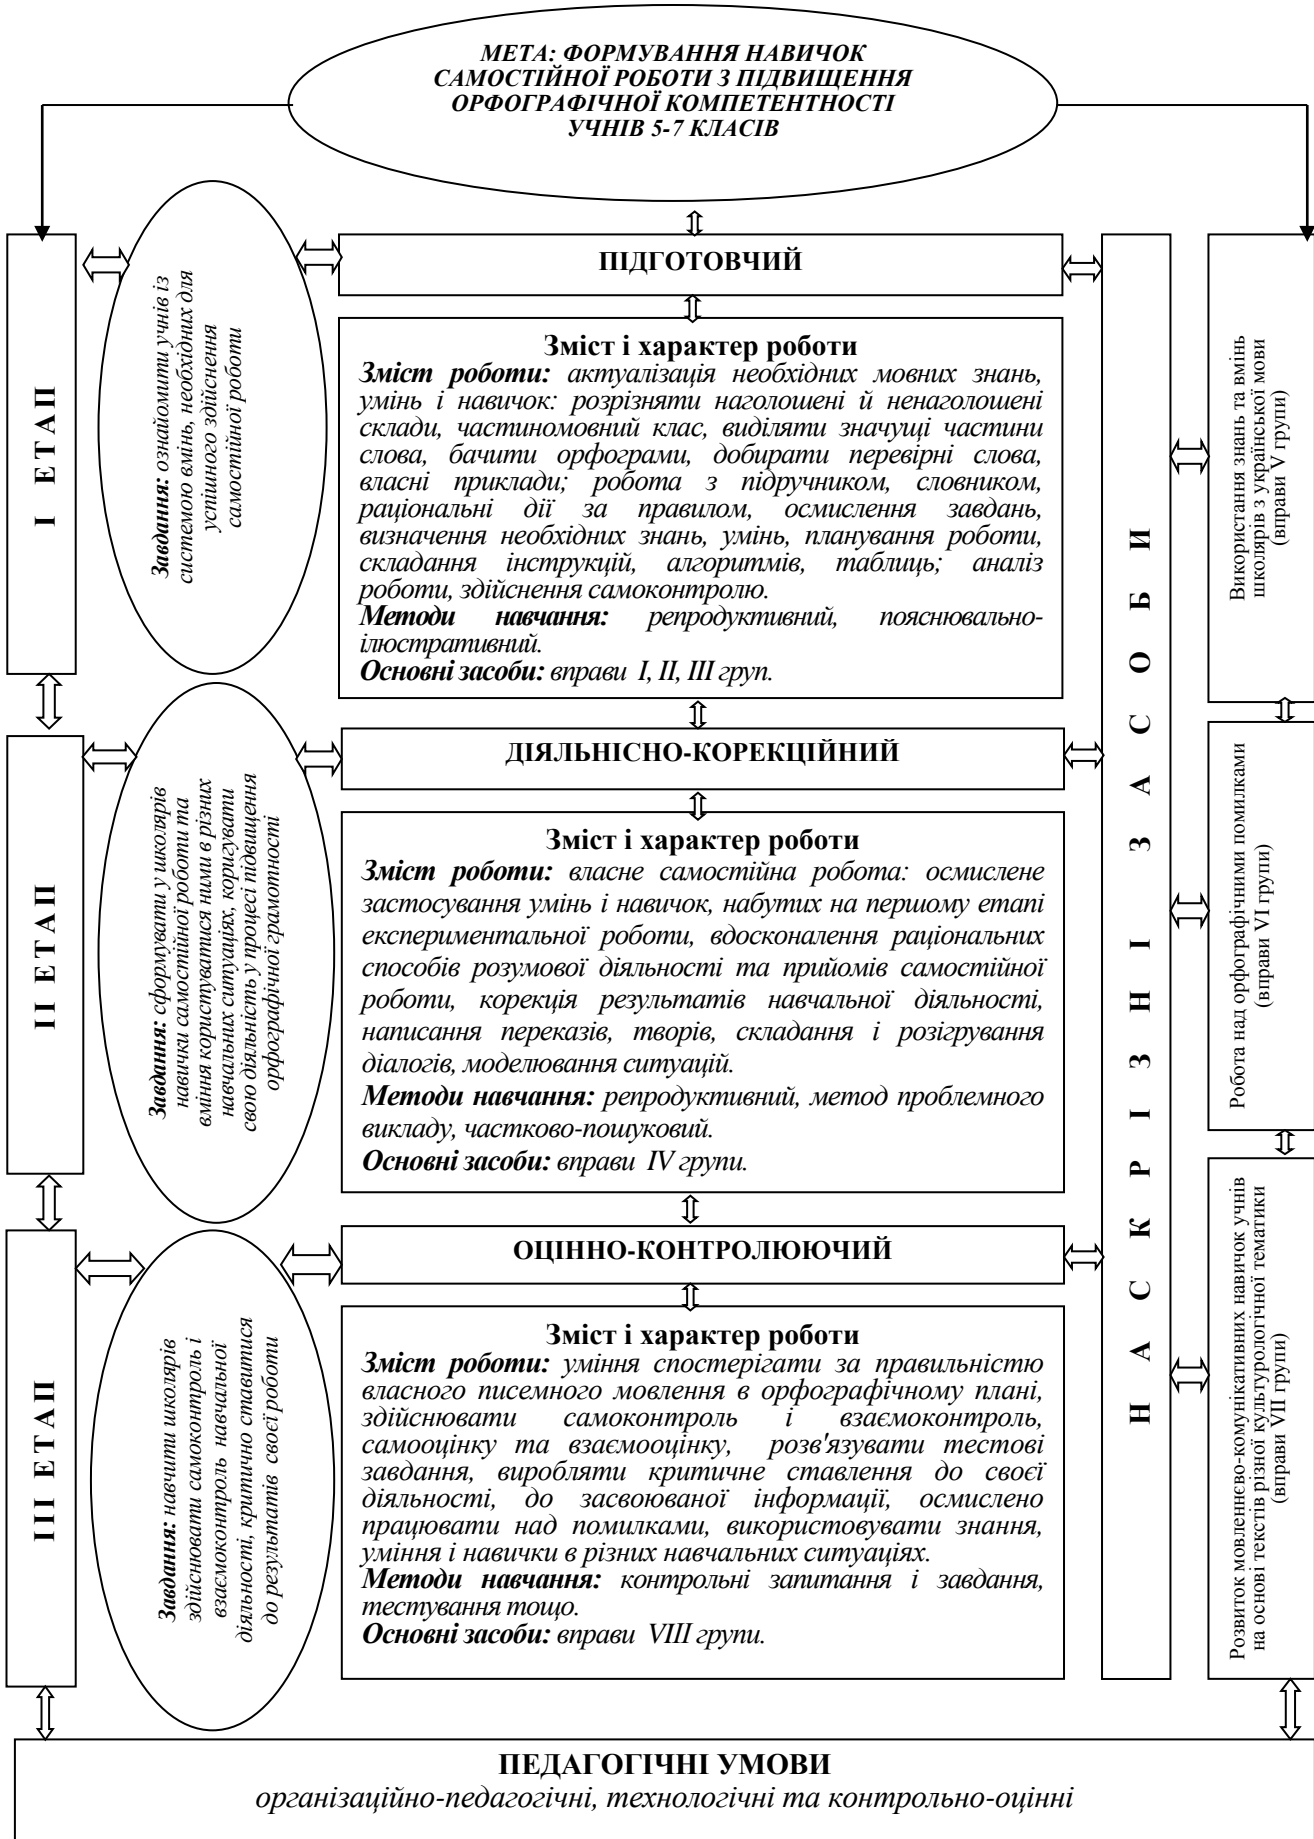 МЕТА: ФОРМУВАННЯ НАВИЧОК
САМОСТІЙНОЇ РОБОТИ З ПІДВИЩЕННЯ
ОРФОГРАФІЧНОЇ КОМПЕТЕНТНОСТІ
УЧНІВ 5-7 КЛАСІВ
І ЕТАП
Завдання: ознайомити учнів із
системою вмінь, необхідних для
успішного здійснення
самостійної роботи
ПІДГОТОВЧИЙ
Зміст і характер роботи
Зміст роботи: актуалізація необхідних мовних знань,
умінь і навичок: розрізняти наголошені й ненаголошені
склади, частиномовний клас, виділяти значущі частини
слова, бачити орфограми, добирати перевірні слова,
власні приклади; робота з підручником, словником,
раціональні дії за правилом, осмислення завдань,
визначення необхідних знань, умінь, планування роботи,
складання інструкцій, алгоритмів, таблиць; аналіз
роботи, здійснення самоконтролю.
Методи навчання: репродуктивний, пояснювально-
ілюстративний.
Основні засоби: вправи І, ІІ, ІІІ груп.
ІІ ЕТАП
Завдання: сформувати у школярів
навички самостійної роботи та
вміння користуватися ними в різних
навчальних ситуаціях, коригувати
свою діяльність у процесі підвищення
орфографічної грамотності
ДІЯЛЬНІСНО-КОРЕКЦІЙНИЙ
Зміст і характер роботи
Зміст роботи: власне самостійна робота: осмислене
застосування умінь і навичок, набутих на першому етапі
експериментальної роботи, вдосконалення раціональних
способів розумової діяльності та прийомів самостійної
роботи, корекція результатів навчальної діяльності,
написання переказів, творів, складання і розігрування
діалогів, моделювання ситуацій.
Методи навчання: репродуктивний, метод проблемного
викладу, частково-пошуковий.
Основні засоби: вправи IV групи.
ІІІ ЕТАП
Завдання: навчити школярів
здійснювати самоконтроль і
взаємоконтроль навчальної
діяльності, критично ставитися
до результатів своєї роботи
ОЦІННО-КОНТРОЛЮЮЧИЙ
Зміст і характер роботи
Зміст роботи: уміння спостерігати за правильністю
власного писемного мовлення в орфографічному плані,
здійснювати самоконтроль і взаємоконтроль,
самооцінку та взаємооцінку, розв'язувати тестові
завдання, виробляти критичне ставлення до своєї
діяльності, до засвоюваної інформації, осмислено
працювати над помилками, використовувати знання,
уміння і навички в різних навчальних ситуаціях.
Методи навчання: контрольні запитання і завдання,
тестування тощо.
Основні засоби: вправи VІІІ групи.
НАСКРІЗНІ ЗАСОБИ
Використання знань та вмінь
школярів з української мови
(вправи V групи)
Робота над орфографічними помилками
(вправи VI групи)
Розвиток мовленнєво-комунікативних навичок учнів
на основі текстів різної культурологічної тематики
(вправи VII групи)
ПЕДАГОГІЧНІ УМОВИ
організаційно-педагогічні, технологічні та контрольно-оцінні